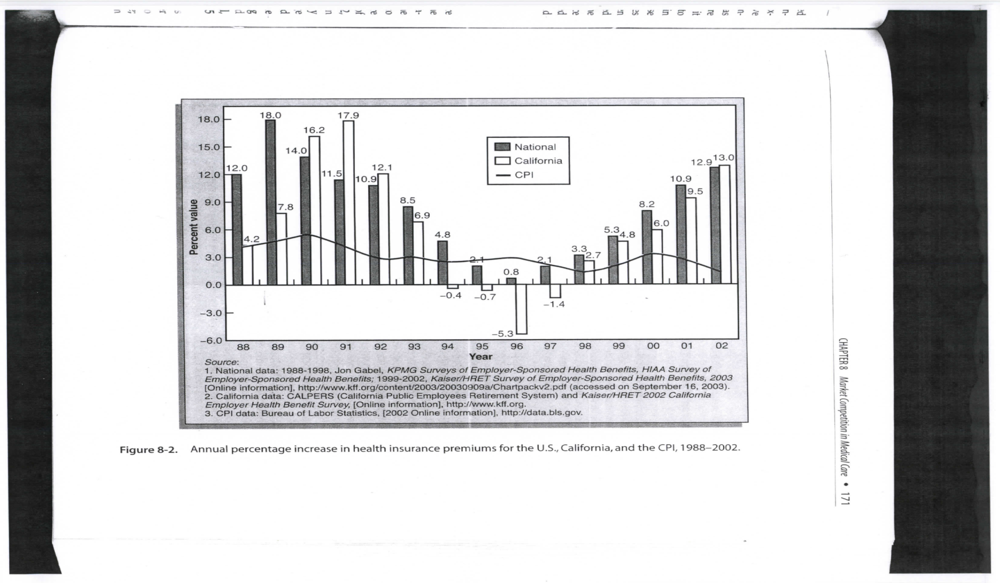 18.0
15.0
12.0
9.0
6.0
3.0
0.0
−3.0
−6.0
Percent value
12.0
4.2
18.0
7.8
14.0
16.2
11.5
17.9
10.9
12.1
8.5
6.9
4.8
−0.4
2.1
−0.7
0.8
−5.3
2.1
−1.4
3.3
2.7
5.3
4.8
8.2
6.0
10.9
9.5
12.9
13.0
National
California
CPI
88 89 90 91 92 93 94 95 96 97 98 99 00 01 02
Year
Source:
1. National data: 1988-1998, Jon Gabel, KPMG Surveys of Employer-Sponsored Health Benefits, HIAA Survey of
Employer-Sponsored Health Benefits; 1999-2002, Kaiser/HRET Survey of Employer-Sponsored Health Benefits, 2003
[Online information], http://www.kff.org/content/2003/20030909a/Chartpackv2.pdf (accessed on September 16, 2003).
2. California data: CALPERS (California Public Employees Retirement System) and Kaiser/HRET 2002 California
Employer Health Benefit Survey, [Online information], http://www.kff.org.
3. CPI data: Bureau of Labor Statistics, [2002 Online information], http://data.bls.gov.
Figure 8-2. Annual percentage increase in health insurance premiums for the U.S., California, and the CPI, 1988–2002.
CHAPTER 8 Market Competition in Medical Care • 171